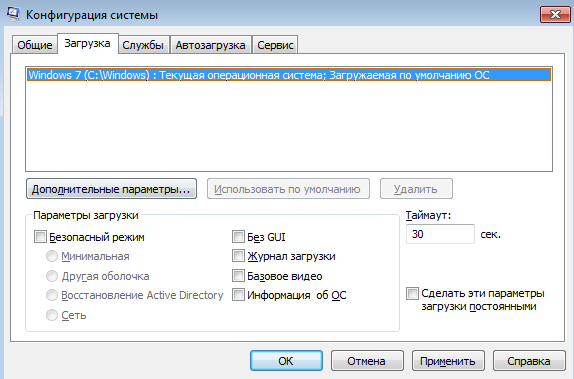 Конфигурация системы
Общие Загрузка Службы Автозагрузка Сервис
Windows 7 (C:\Windows) : Текущая операционная система; Загружаемая по умолчанию ОС
Дополнительные параметры... Использовать по умолчанию Удалить
Параметры загрузки
Безопасный режим
Минимальная
Другая оболочка
Восстановление Active Directory
Сеть
Без GUI
Журнал загрузки
Базовое видео
Информация об ОС
Таймаут:
30 сек.
Сделать эти параметры
загрузки постоянными
ОК Отмена Применить Справка